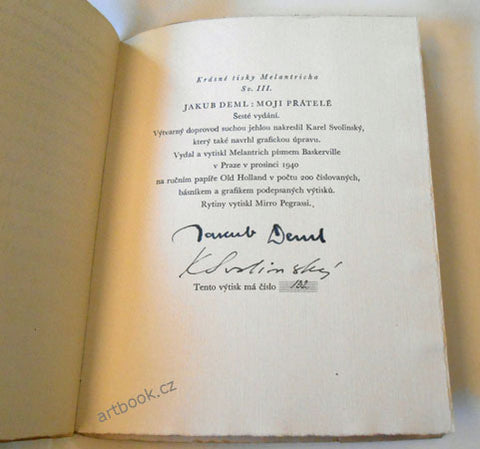 Krásné tisky Melantricha
Sv. III.
JAKUB DEML: MOJI PŘÁTELÉ
Šesté vydání.
Výtvarný doprovod suchou jehlou nakreslil Karel Svolinský,
který také navrhl grafickou úpravu.
Vydal a vytiskl Melantrich písmem Baskerville
v Praze v prosinci 1940
na ručním papíře Old Holland v počtu 200 číslovaných,
básníkem a grafikem podepsaných výtisků.
Rytiny vytiskl Mirro Pegrassi.
Jakub Deml
KSvolinský
Tento výtisk má číslo 132
artbook.cz